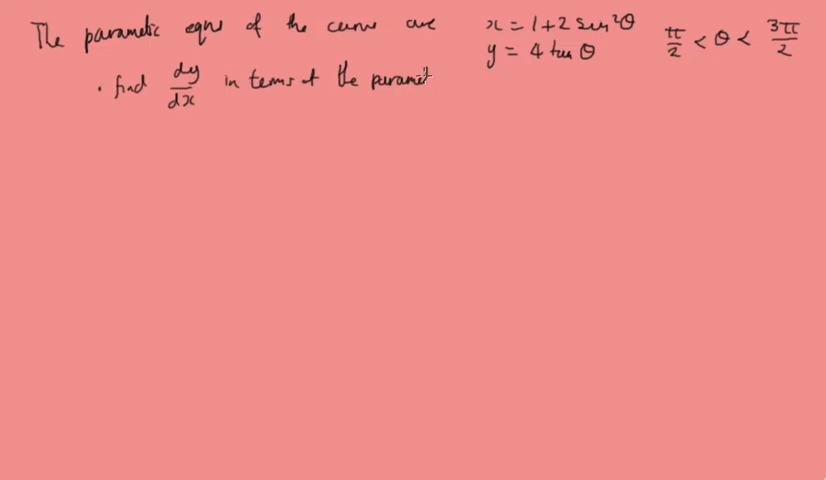 The parametric eqns of the curve are x = 1 + 2 sin²θ
y = 4 tan θ π/2 < θ < 3π/2
· find dy/dx in terms of the paramet